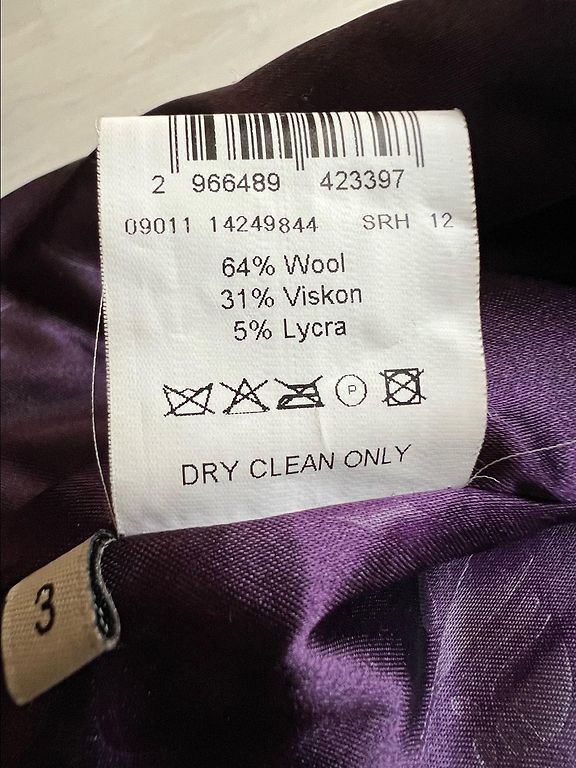 2 966489 423397
09011 14249844 SRH 12
64% Wool
31% Viskon
5% Lycra
P
DRY CLEAN ONLY
3